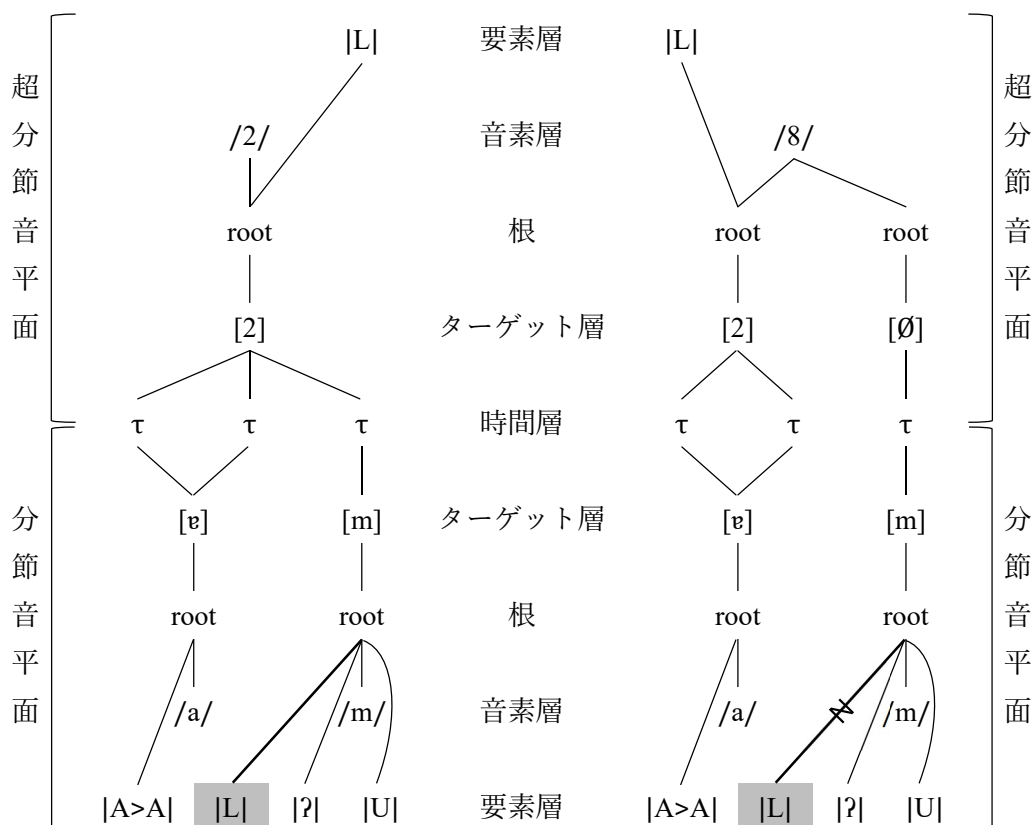 |L| 要素層 |L|
/2/ 音素層 /8/
root 根 root root
[2] ターゲット層 [2] [Ø]
τ τ τ 時間層 τ τ τ
[ɐ] [m] ターゲット層 [ɐ] [m]
root root 根 root root
/a/ /m/ 音素層 /a/ /m/
|A>A| |L| |ʔ| |U| 要素層 |A>A| |L| |ʔ| |U|
超分節音平面
分節音平面
超分節音平面
分節音平面